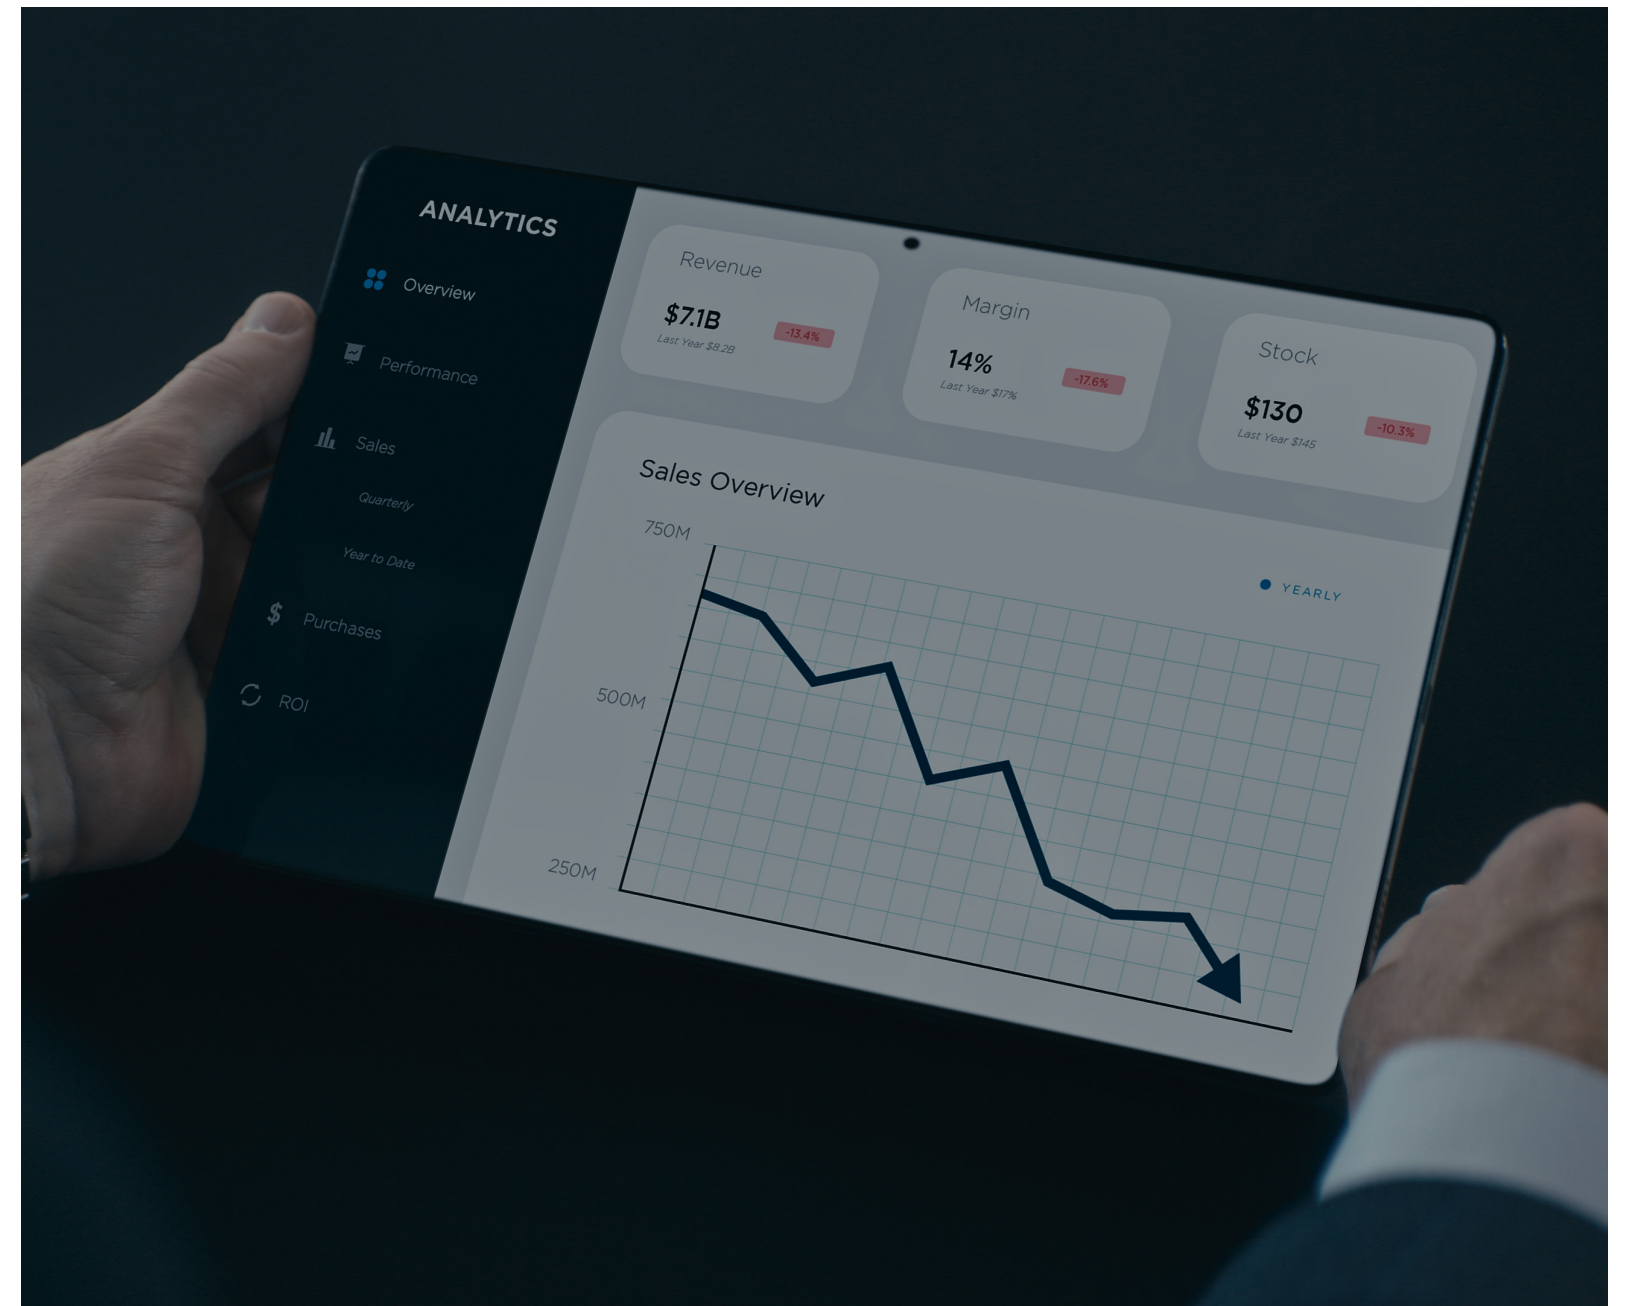 ANALYTICS
Overview
Performance
Sales
Quarterly
Year to Date
Purchases
ROI
Revenue
$7.1B
-13.4%
Last Year $8.2B
Margin
14%
-17.6%
Last Year $17%
Stock
$130
-10.3%
Last Year $145
Sales Overview
YEARLY
750M
500M
250M